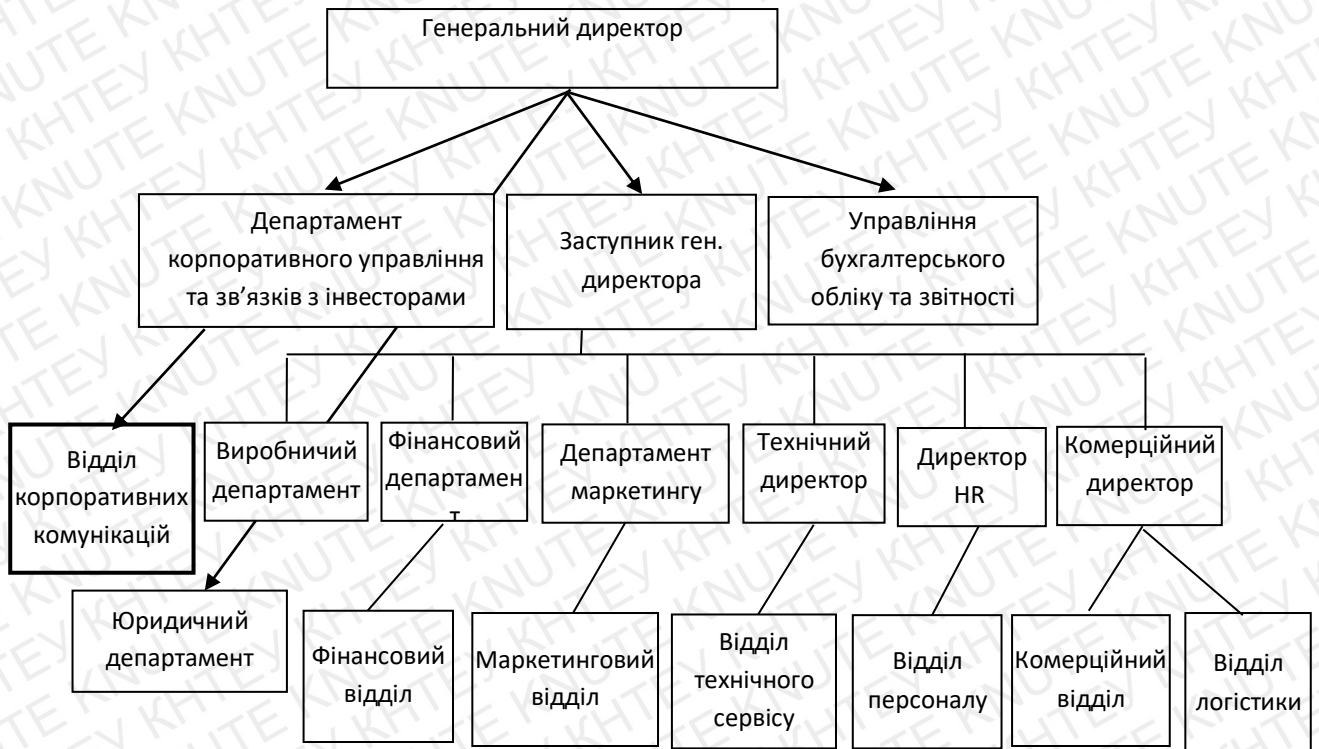 Генеральний директор
Департамент
корпоративного управління
та зв’язків з інвесторами
Заступник ген.
директора
Управління
бухгалтерського
обліку та звітності
Відділ
корпоративних
комунікацій
Виробничий
департамент
Фінансовий
департамен
т
Департамент
маркетингу
Технічний
директор
Директор
HR
Комерційний
директор
Юридичний
департамент
Фінансовий
відділ
Маркетинговий
відділ
Відділ
технічного
сервісу
Відділ
персоналу
Комерційний
відділ
Відділ
логістики